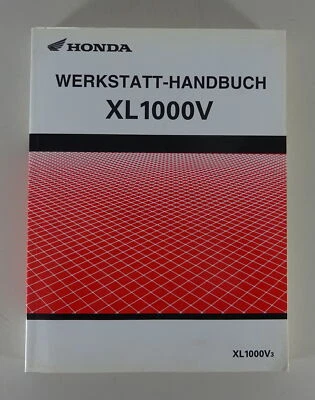 HONDA
WERKSTATT-HANDBUCH
XL1000V
XL1000V3